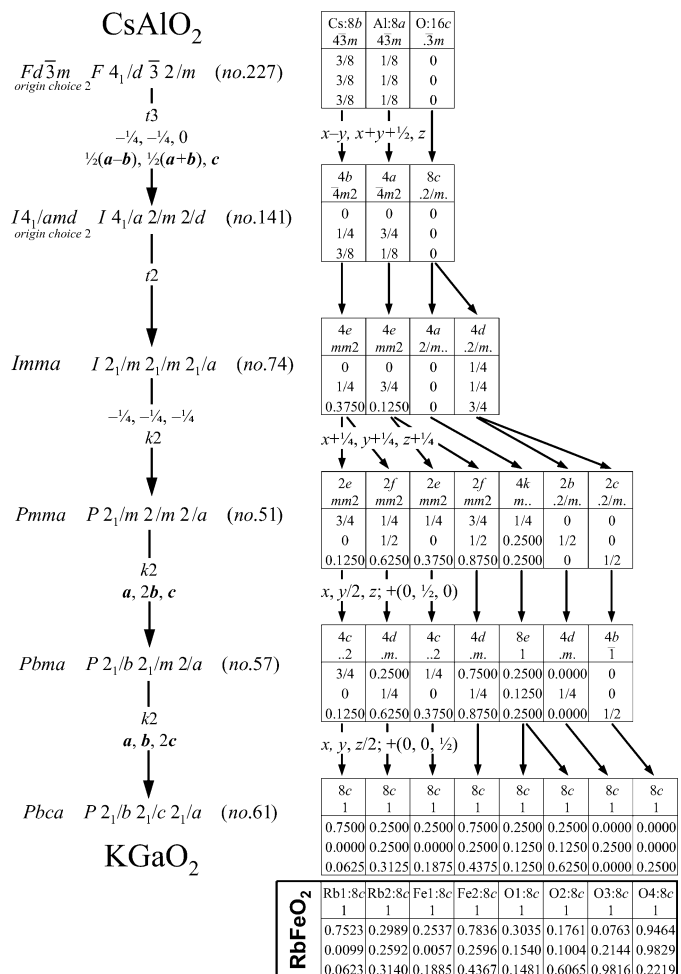 CsAlO₂
Fd3̅m F 4₁/d 3̅ 2/m (no.227)
origin choice 2
t3
–¼, –¼, 0
½(a–b), ½(a+b), c
I4₁/amd I 4₁/a 2/m 2/d (no.141)
origin choice 2
t2
Imma I 2₁/m 2₁/m 2₁/a (no.74)
–¼, –¼, –¼
k2
Pmma P 2₁/m 2/m 2/a (no.51)
k2
a, 2b, c
Pbma P 2₁/b 2₁/m 2/a (no.57)
k2
a, b, 2c
Pbca P 2₁/b 2₁/c 2₁/a (no.61)
KGaO₂
Cs:8b Al:8a O:16c
4̅3m 4̅3m .3̅m
3/8 1/8 0
3/8 1/8 0
3/8 1/8 0
x–y, x+y+½, z
4b 4a 8c
4̅m2 4̅m2 .2/m.
0 0 0
1/4 3/4 0
3/8 1/8 0
4e 4e 4a 4d
mm2 mm2 2/m.. .2/m.
0 0 0 1/4
1/4 3/4 0 1/4
0.3750 0.1250 0 3/4
x+¼, y+¼, z+¼
2e 2f 2e 2f 4k 2b 2c
mm2 mm2 mm2 mm2 m.. .2/m. .2/m.
3/4 1/4 1/4 3/4 1/4 0 0
0 1/2 0 1/2 0.2500 1/2 0
0.1250 0.6250 0.3750 0.8750 0.2500 0 1/2
x, y/2, z; +(0, ½, 0)
4c 4d 4c 4d 8e 4d 4b
..2 .m. ..2 .m. 1 .m. 1̅
3/4 0.2500 1/4 0.7500 0.2500 0.0000 0
0 1/4 0 1/4 0.1250 1/4 0
0.1250 0.6250 0.3750 0.8750 0.2500 0.0000 1/2
x, y, z/2; +(0, 0, ½)
8c 8c 8c 8c 8c 8c 8c 8c
1 1 1 1 1 1 1 1
0.7500 0.2500 0.2500 0.7500 0.2500 0.2500 0.0000 0.0000
0.0000 0.2500 0.0000 0.2500 0.1250 0.1250 0.2500 0.0000
0.0625 0.3125 0.1875 0.4375 0.1250 0.6250 0.0000 0.2500
RbFeO₂
Rb1:8c Rb2:8c Fe1:8c Fe2:8c O1:8c O2:8c O3:8c O4:8c
1 1 1 1 1 1 1 1
0.7523 0.2989 0.2537 0.7836 0.3035 0.1761 0.0763 0.9464
0.0099 0.2592 0.0057 0.2596 0.1540 0.1004 0.2144 0.9829
0.0623 0.3140 0.1885 0.4367 0.1481 0.6065 0.9816 0.2219